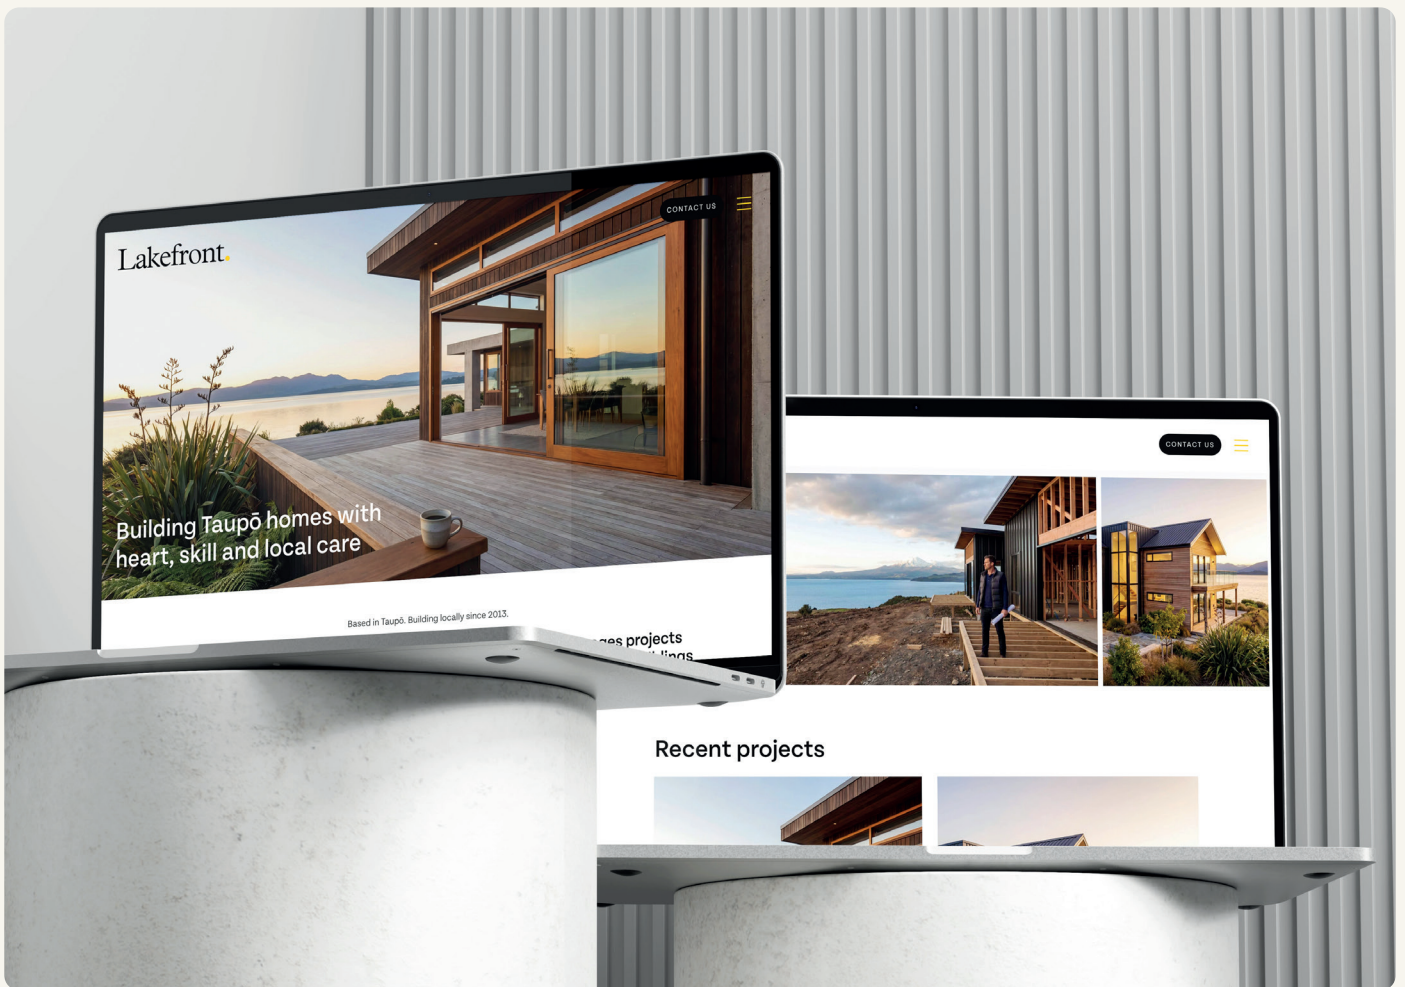 Lakefront.
CONTACT US
Building Taupō homes with
heart, skill and local care
Based in Taupō. Building locally since 2013.
projects
CONTACT US
Recent projects